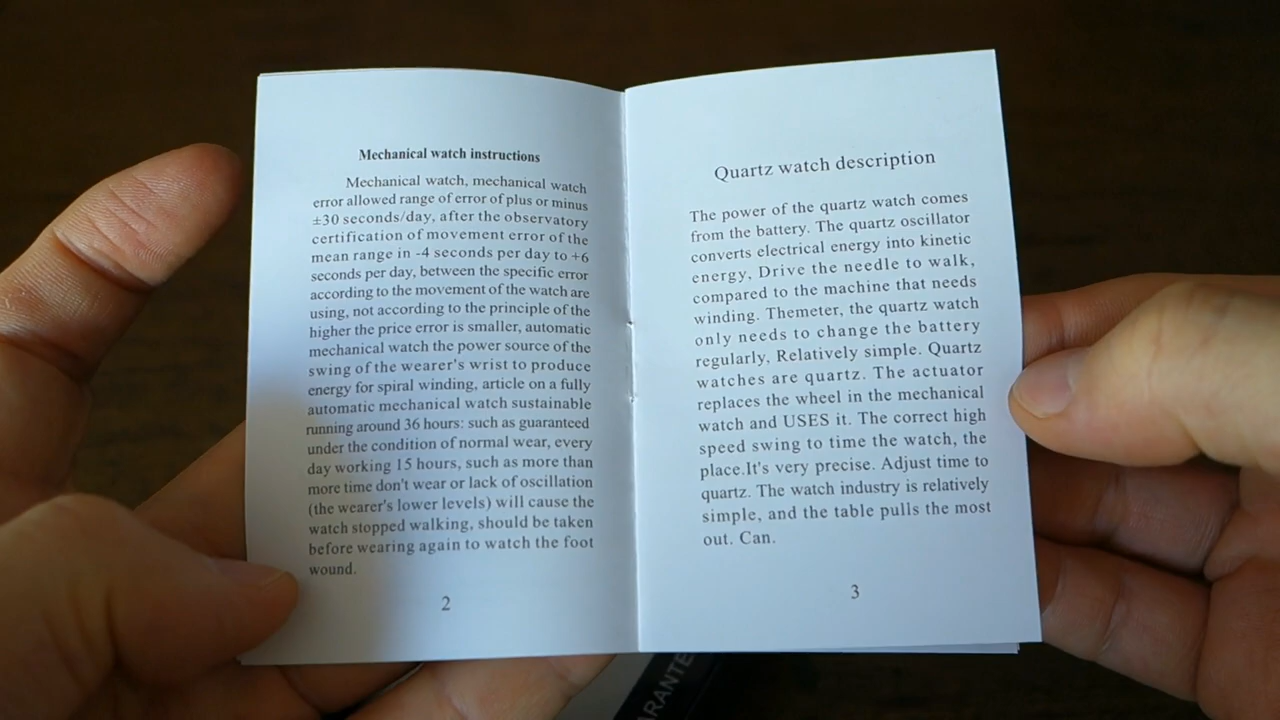 Mechanical watch instructions
Mechanical watch, mechanical watch
error allowed range of error of plus or minus
±30 seconds/day, after the observatory
certification of movement error of the
mean range in -4 seconds per day to +6
seconds per day, between the specific error
according to the movement of the watch are
using, not according to the principle of the
higher the price error is smaller, automatic
mechanical watch the power source of the
swing of the wearer's wrist to produce
energy for spiral winding, article on a fully
automatic mechanical watch sustainable
running around 36 hours: such as guaranteed
under the condition of normal wear, every
day working 15 hours, such as more than
more time don't wear or lack of oscillation
(the wearer's lower levels) will cause the
watch stopped walking, should be taken
before wearing again to watch the foot
wound.
2
Quartz watch description
The power of the quartz watch comes
from the battery. The quartz oscillator
converts electrical energy into kinetic
energy, Drive the needle to walk,
compared to the machine that needs
winding. Themeter, the quartz watch
only needs to change the battery
regularly, Relatively simple. Quartz
watches are quartz. The actuator
replaces the wheel in the mechanical
watch and USES it. The correct high
speed swing to time the watch, the
place.It's very precise. Adjust time to
quartz. The watch industry is relatively
simple, and the table pulls the most
out. Can.
3